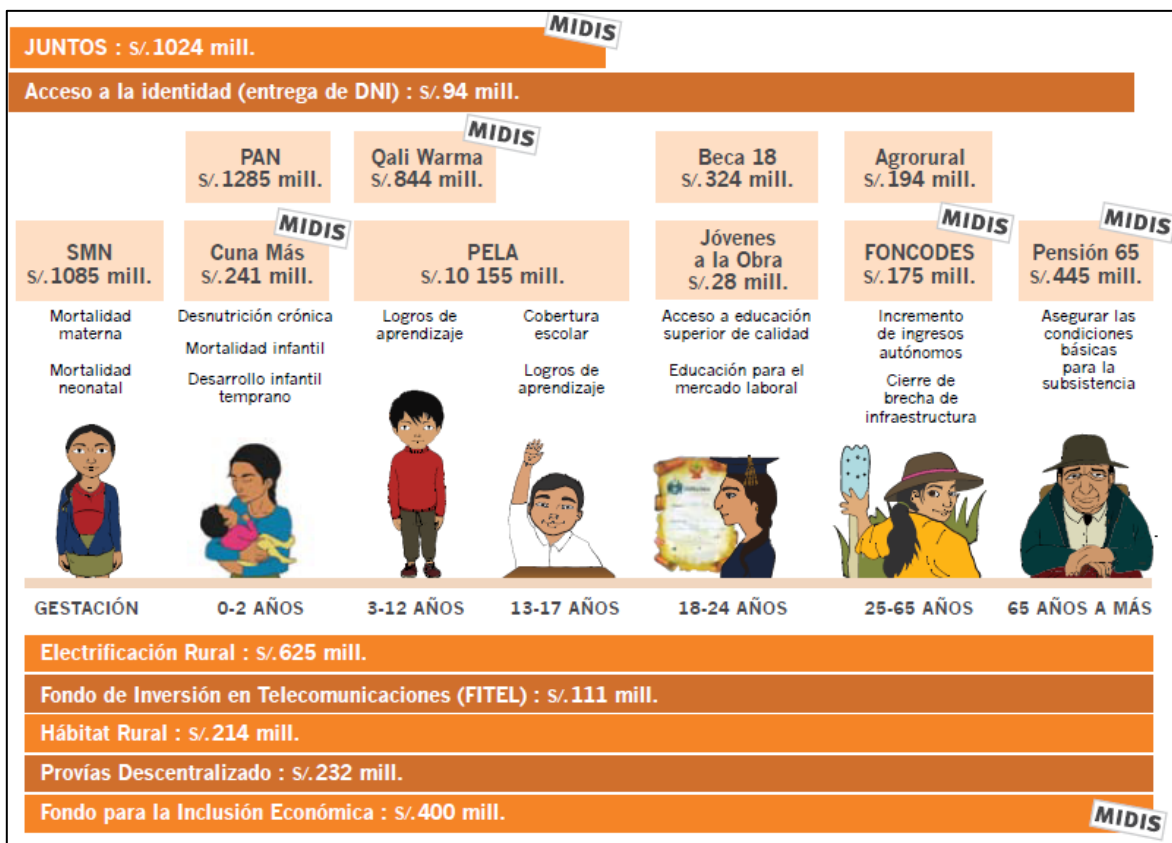 JUNTOS : S/.1024 mill.
MIDIS
Acceso a la identidad (entrega de DNI) : S/.94 mill.
PAN
S/.1285 mill.
Qali Warma
S/.844 mill.
MIDIS
Beca 18
S/.324 mill.
Agrorural
S/.194 mill.
SMN
S/.1085 mill.
Cuna Más
S/.241 mill.
MIDIS
PELA
S/.10 155 mill.
Jóvenes
a la Obra
S/.28 mill.
FONCODES
S/.175 mill.
MIDIS
Pensión 65
S/.445 mill.
MIDIS
Mortalidad
materna
Mortalidad
neonatal
Desnutrición crónica
Mortalidad infantil
Desarrollo infantil
temprano
Logros de
aprendizaje
Cobertura
escolar
Logros de
aprendizaje
Acceso a educación
superior de calidad
Educación para el
mercado laboral
Incremento
de ingresos
autónomos
Cierre de
brecha de
infraestructura
Asegurar las
condiciones
básicas
para la
subsistencia
GESTACIÓN
0-2 AÑOS
3-12 AÑOS
13-17 AÑOS
18-24 AÑOS
25-65 AÑOS
65 AÑOS A MÁS
Electrificación Rural : S/.625 mill.
Fondo de Inversión en Telecomunicaciones (FITEL) : S/.111 mill.
Hábitat Rural : S/.214 mill.
Provías Descentralizado : S/.232 mill.
Fondo para la Inclusión Económica : S/.400 mill.
MIDIS